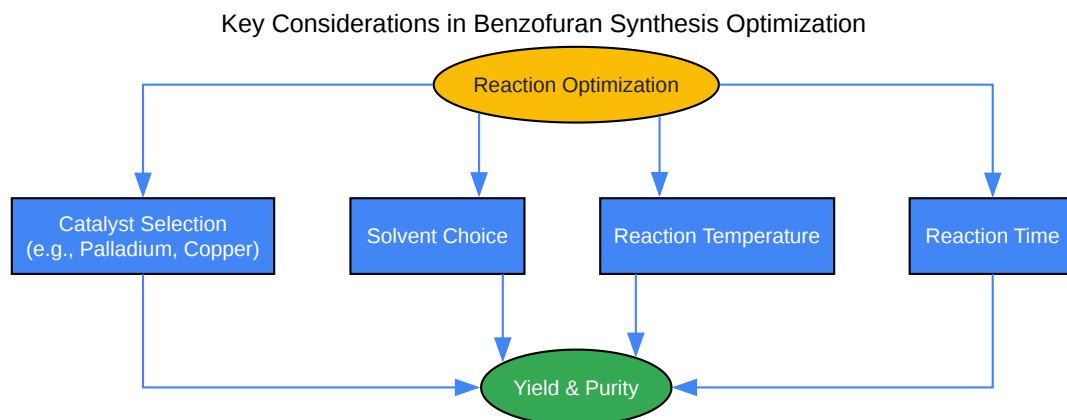 Key Considerations in Benzofuran Synthesis Optimization
Reaction Optimization
Catalyst Selection
(e.g., Palladium, Copper)
Solvent Choice
Reaction Temperature
Reaction Time
Yield & Purity